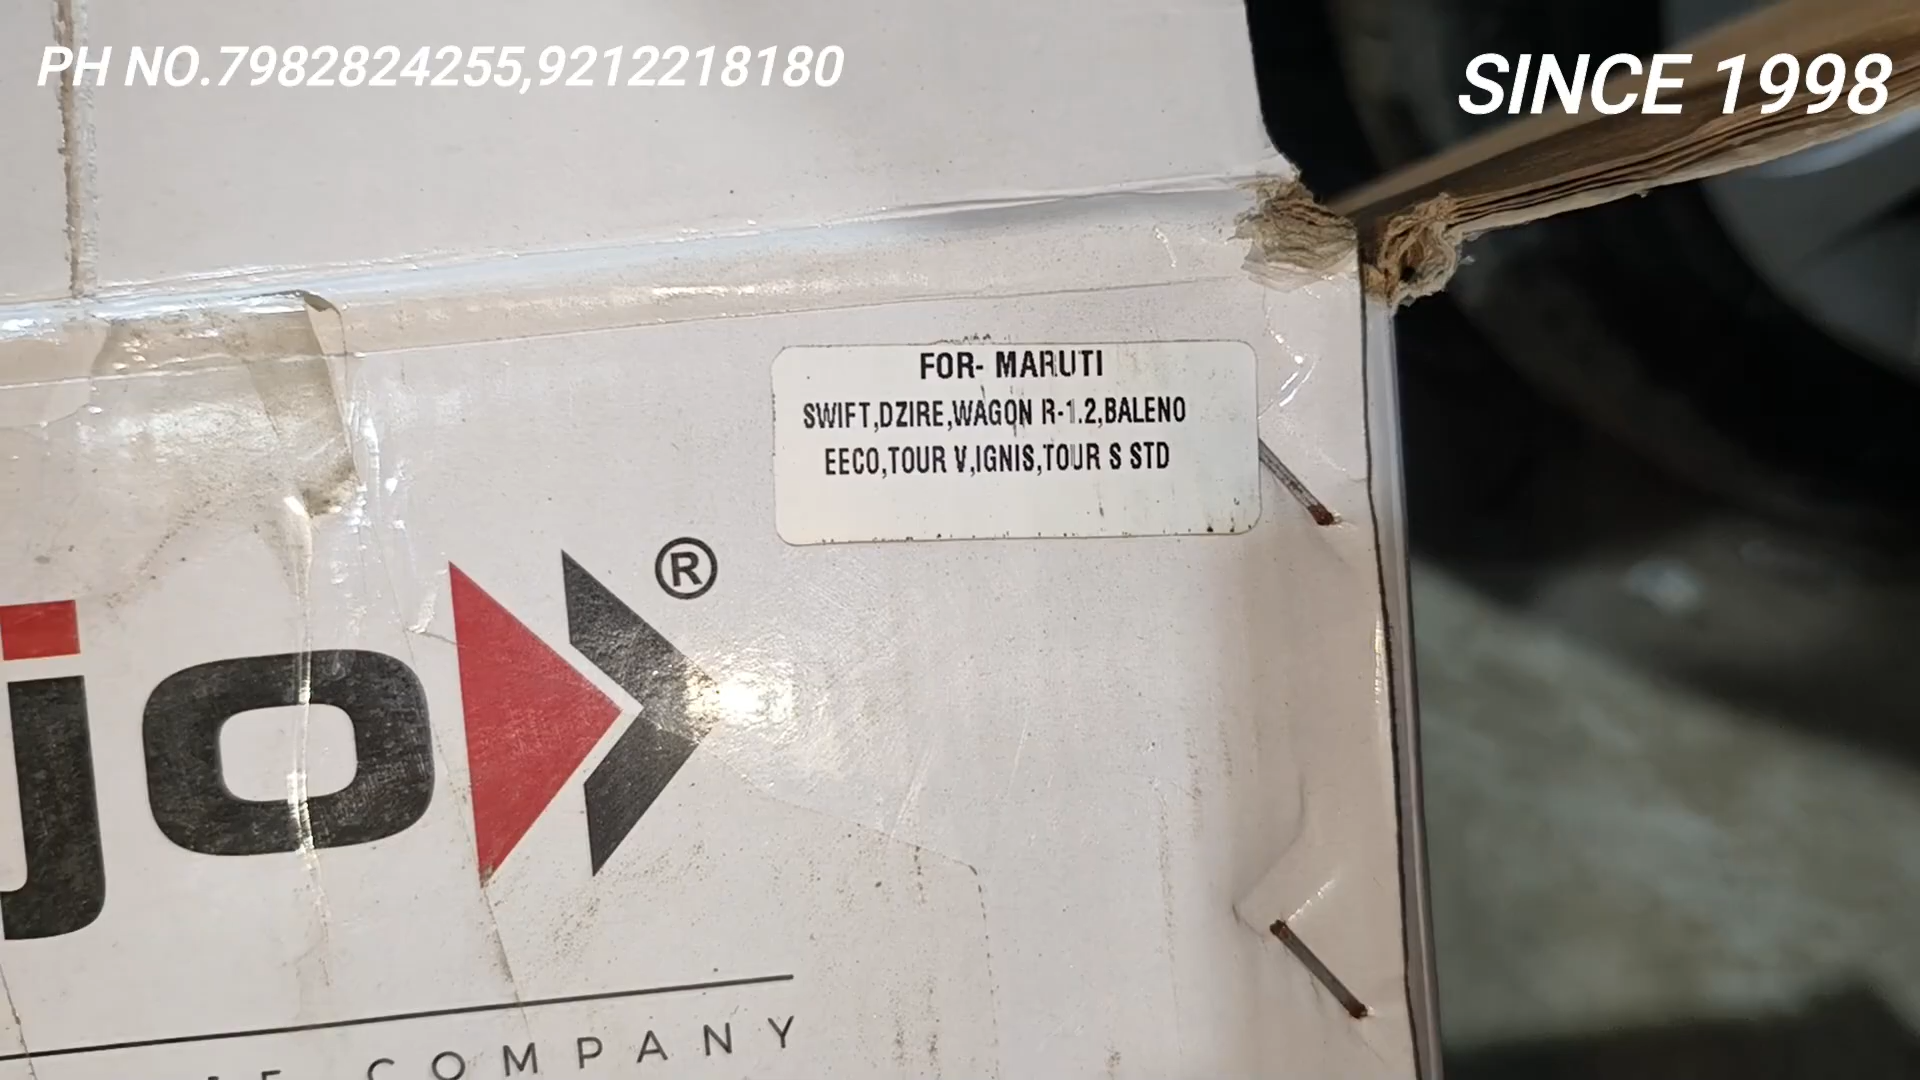 PH NO.7982824255,9212218180
SINCE 1998
FOR- MARUTI
SWIFT,DZIRE,WAGON R-1.2,BALENO
EECO,TOUR V,IGNIS,TOUR S STD
jo
®
COMPANY